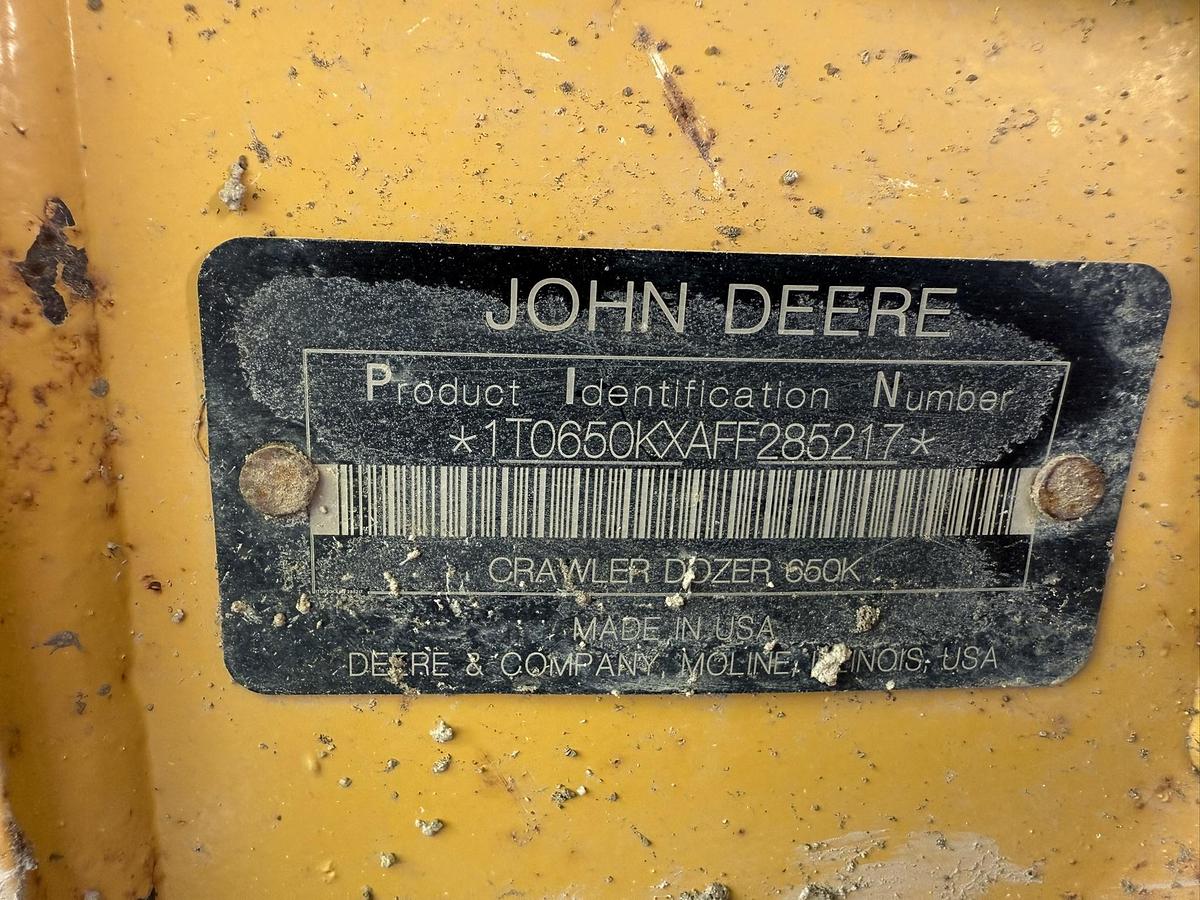 JOHN DEERE
Product Identification Number
*1T0650KXAFF285217*
CRAWLER DOZER 650K
MADE IN USA
DEERE & COMPANY, MOLINE, ILLINOIS, USA